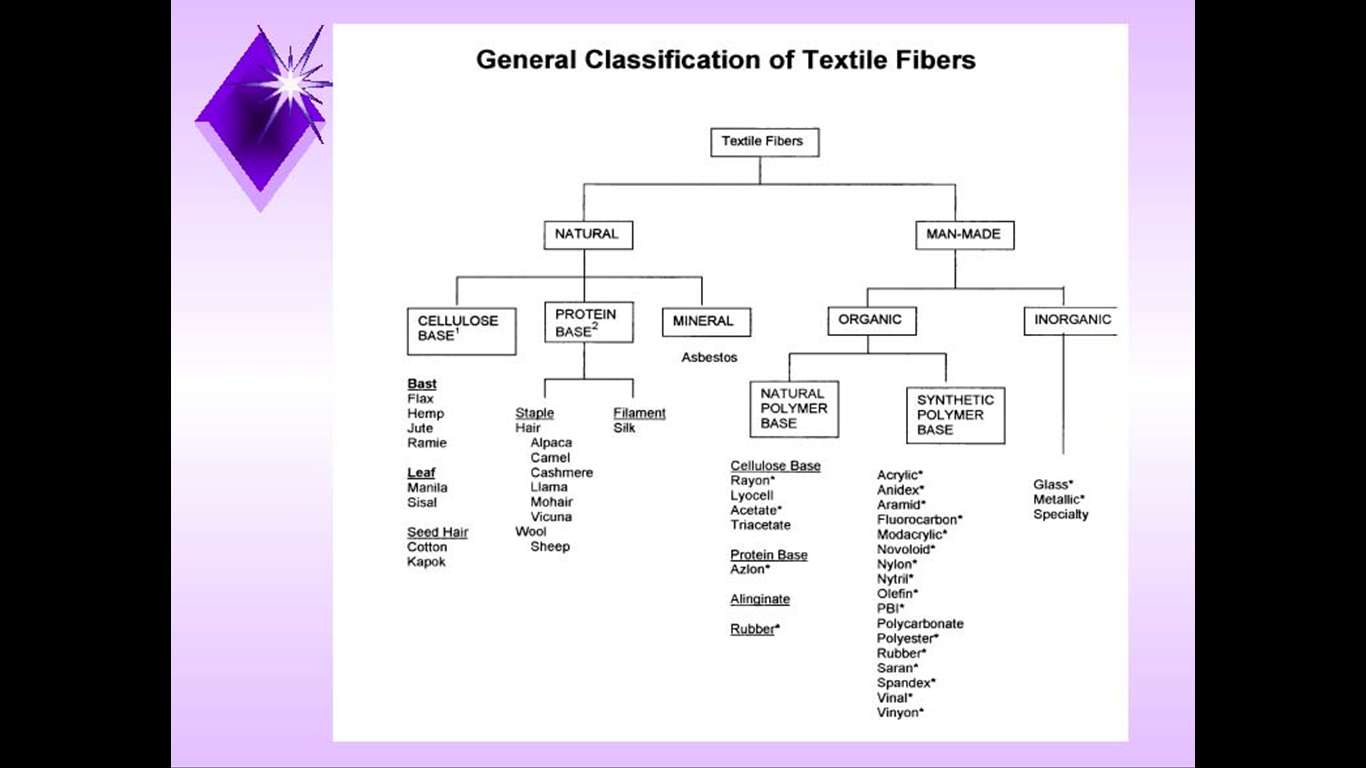 General Classification of Textile Fibers
Textile Fibers
NATURAL
MAN-MADE
CELLULOSE
BASE1
PROTEIN
BASE2
MINERAL
Asbestos
ORGANIC
INORGANIC
Bast
Flax
Hemp
Jute
Ramie
Leaf
Manila
Sisal
Seed Hair
Cotton
Kapok
Staple
Hair
Alpaca
Camel
Cashmere
Llama
Mohair
Vicuna
Wool
Sheep
Filament
Silk
NATURAL
POLYMER
BASE
SYNTHETIC
POLYMER
BASE
Cellulose Base
Rayon*
Lyocell
Acetate*
Triacetate
Protein Base
Azlon*
Alinginate
Rubber*
Acrylic*
Anidex*
Aramid*
Fluorocarbon*
Modacrylic*
Novoloid*
Nylon*
Nytril*
Olefin*
PBI*
Polycarbonate
Polyester*
Rubber*
Saran*
Spandex*
Vinal*
Vinyon*
Glass*
Metallic*
Specialty